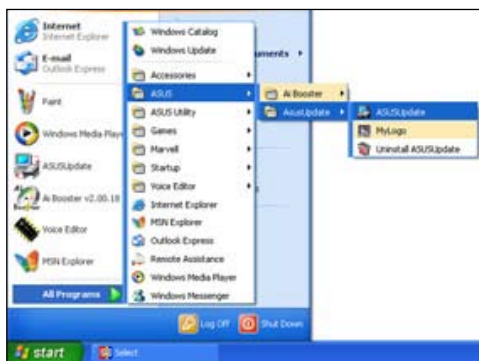 Internet
Internet Explorer
E-mail
Outlook Express
Paint
Windows Media Play
ASUSUpdate
Ai Booster v2.00.18
Voice Editor
MSN Explorer
All Programs
Windows Catalog
Windows Update
Accessories
ASUS
ASUS Utility
Games
Marvell
Startup
Voice Editor
Internet Explorer
MSN Explorer
Outlook Express
Remote Assistance
Windows Media Player
Windows Messenger
uments
Ai Booster
AsusUpdate
ASUSUpdate
MyLogo
Uninstall ASUSUpdate
Log Off
Shut Down
start
Select